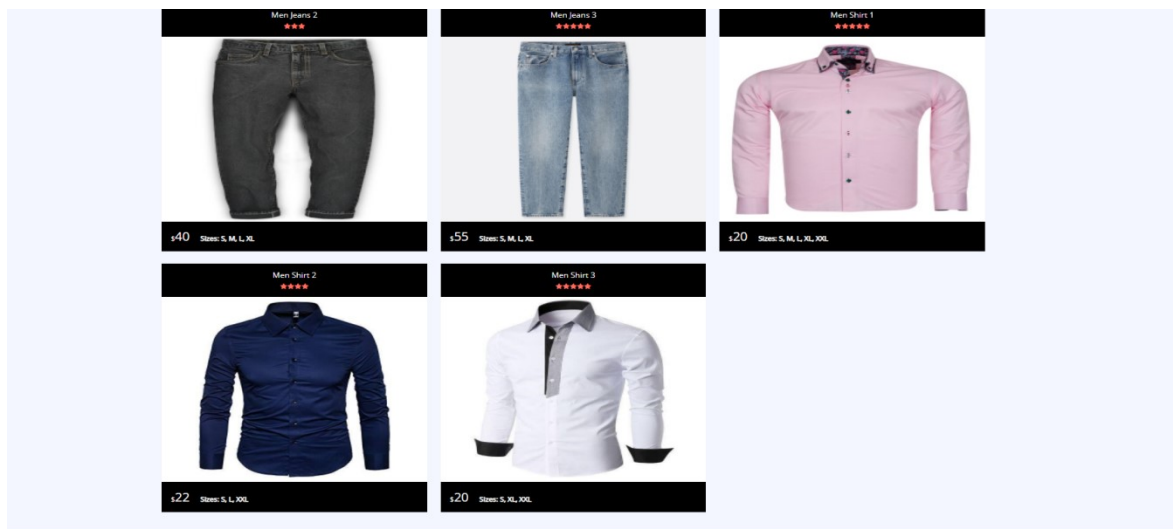 Men Jeans 2
Men Jeans 3
Men Shirt 1
$40 Sizes: S, M, L, XL
$55 Sizes: S, M, L, XL
$20 Sizes: S, M, L, XL, XXL
Men Shirt 2
Men Shirt 3
$22 Sizes: S, L, XXL
$20 Sizes: S, XL, XXL